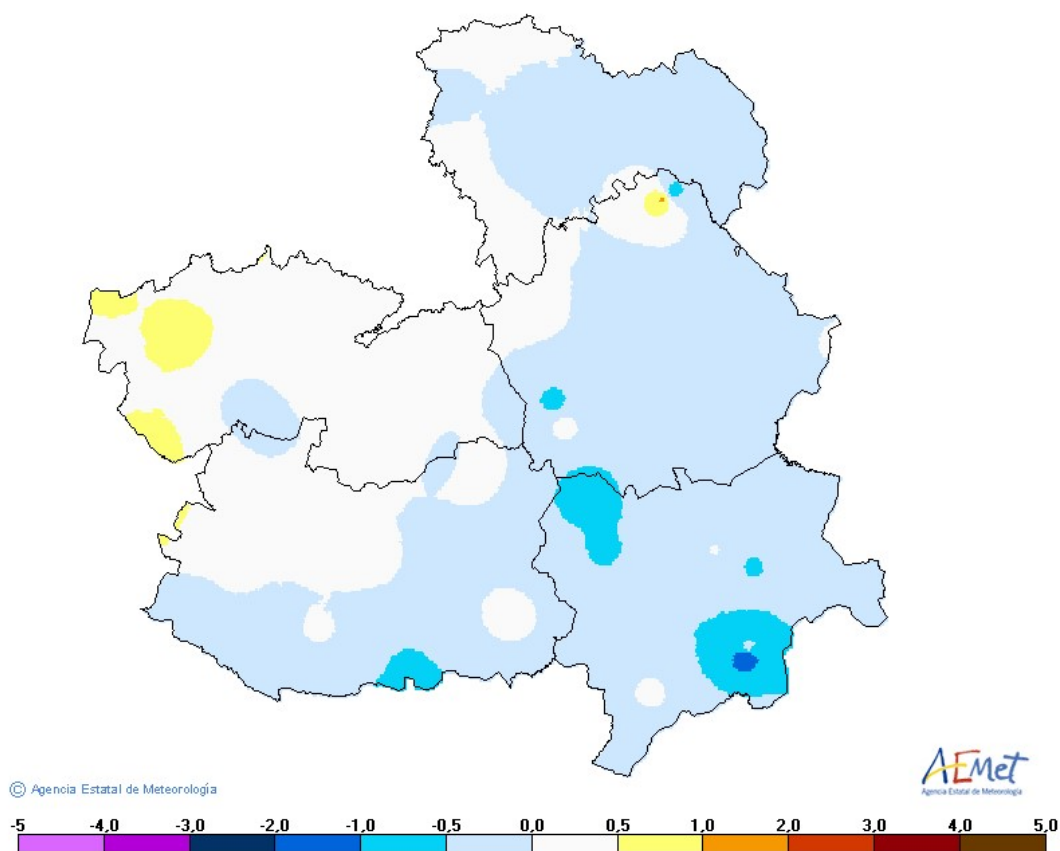 AEMet
Agencia Estatal de Meteorología
© Agencia Estatal de Meteorología
-5 -4,0 -3,0 -2,0 -1,0 -0,5 0,0 0,5 1,0 2,0 3,0 4,0 5,0